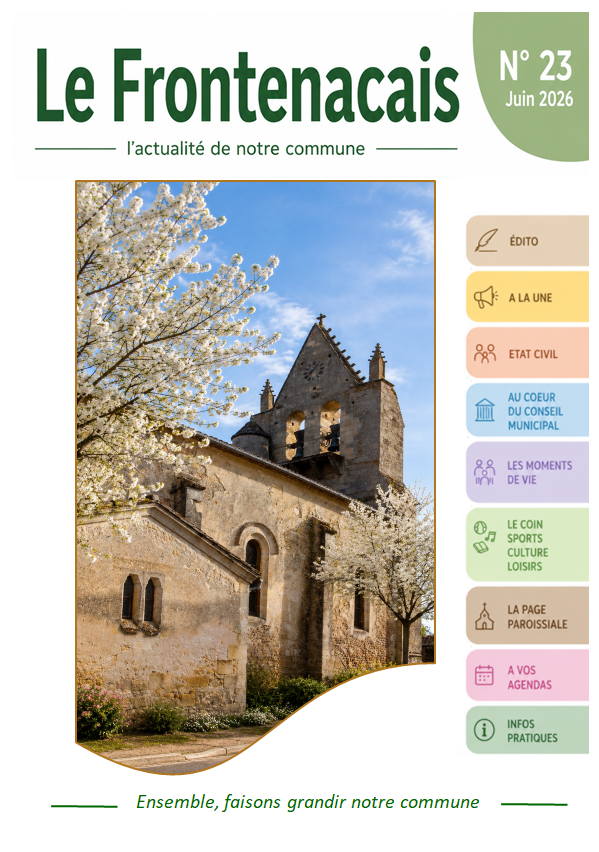 Le Frontenacais
N° 23
Juin 2026
l'actualité de notre commune
ÉDITO
A LA UNE
ETAT CIVIL
AU COEUR
DU CONSEIL
MUNICIPAL
LES MOMENTS
DE VIE
LE COIN
SPORTS
CULTURE
LOISIRS
LA PAGE
PAROISSIALE
A VOS
AGENDAS
INFOS
PRATIQUES
Ensemble, faisons grandir notre commune